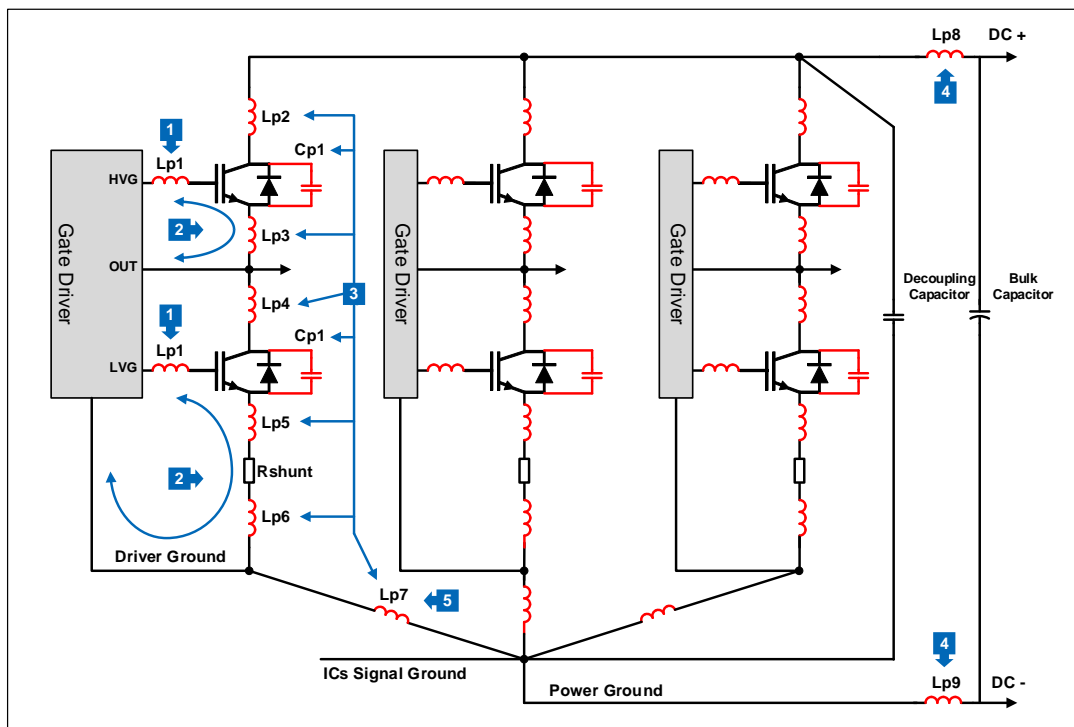 Lp8
DC +
4
Lp2
1
Cp1
Lp1
HVG
2
Lp3
Gate Driver
Gate Driver
Gate Driver
OUT
Decoupling
Capacitor
Bulk
Capacitor
3
Lp4
1
Cp1
Lp1
LVG
Lp5
2
Rshunt
Lp6
Driver Ground
Lp7
5
4
ICs Signal Ground
Power Ground
Lp9
DC -